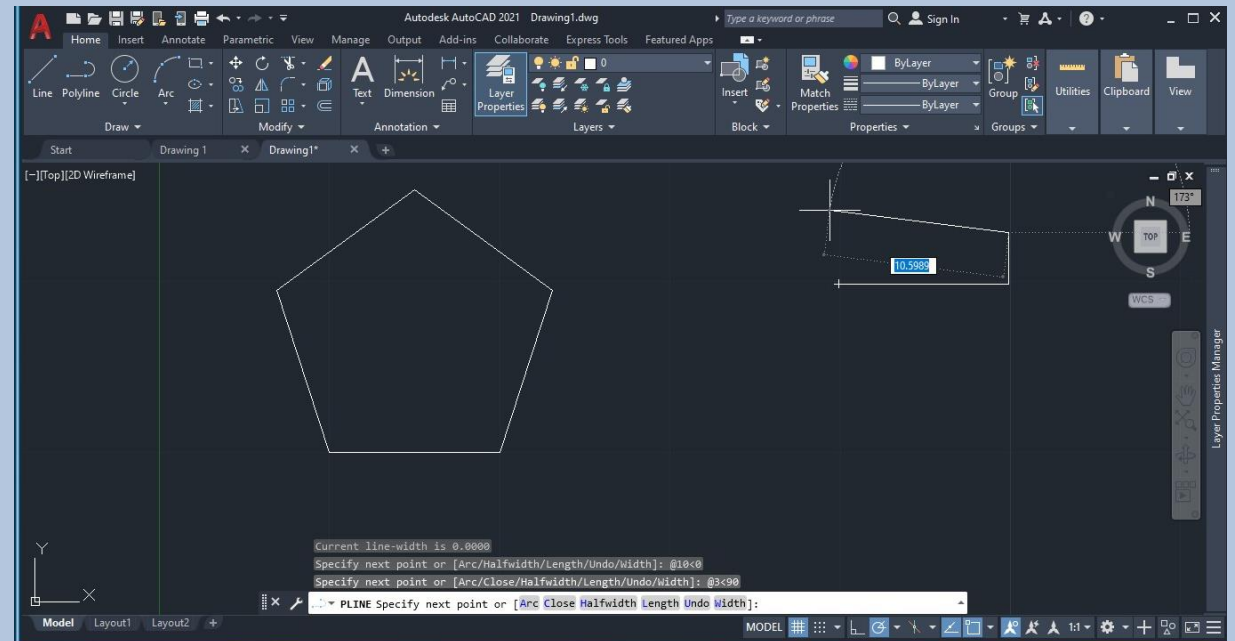 A Autodesk AutoCAD 2021 Drawing1.dwg Type a keyword or phrase Sign In
Home Insert Annotate Parametric View Manage Output Add-ins Collaborate Express Tools Featured Apps
0 ByLayer
Line Polyline Circle Arc Text Dimension Layer Properties Insert Match Properties ByLayer Group Utilities Clipboard View
ByLayer
Draw Modify Annotation Layers Block Properties Groups
Start Drawing 1 Drawing1*
[−][Top][2D Wireframe]
N 173°
W TOP E
10.5989
S
WCS
Layer Properties Manager
Y
X
Current line-width is 0.0000
Specify next point or [Arc/Halfwidth/Length/Undo/Width]: @10<0
Specify next point or [Arc/Close/Halfwidth/Length/Undo/Width]: @3<90
PLINE Specify next point or [Arc Close Halfwidth Length Undo Width]:
Model Layout1 Layout2 + MODEL 1:1